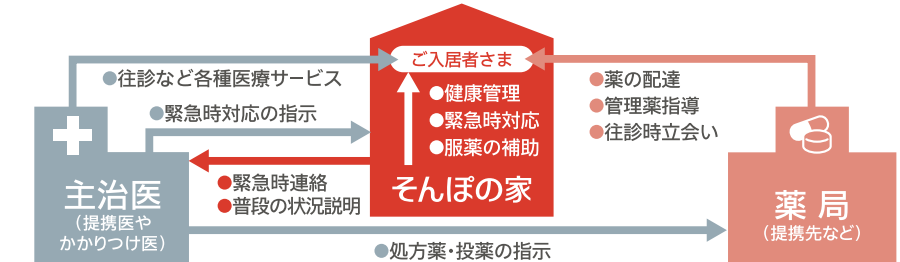 ご入居者さま
●往診など各種医療サービス
●緊急時対応の指示
●健康管理
●緊急時対応
●服薬の補助
そんぽの家
●薬の配達
●管理薬指導
●往診時立会い
主治医
（提携医や
かかりつけ医）
●緊急時連絡
●普段の状況説明
薬局
（提携先など）
●処方薬・投薬の指示